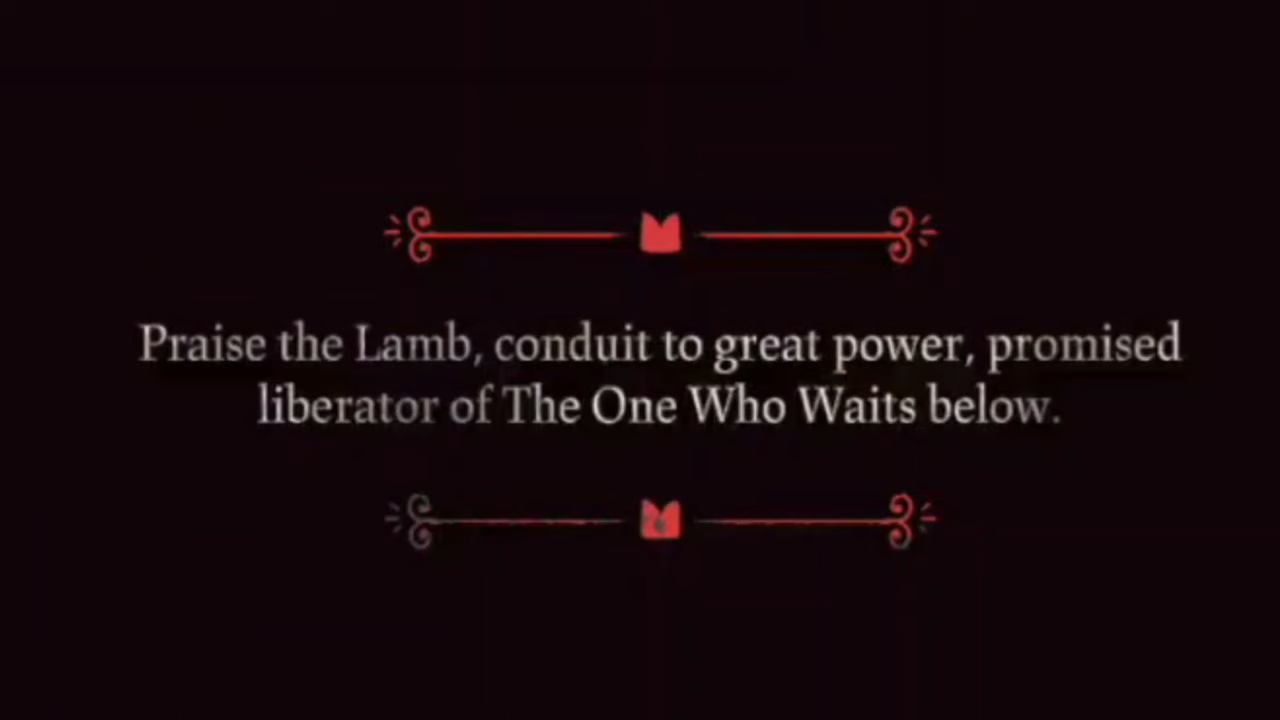 Praise the Lamb, conduit to great power, promised
liberator of The One Who Waits below.